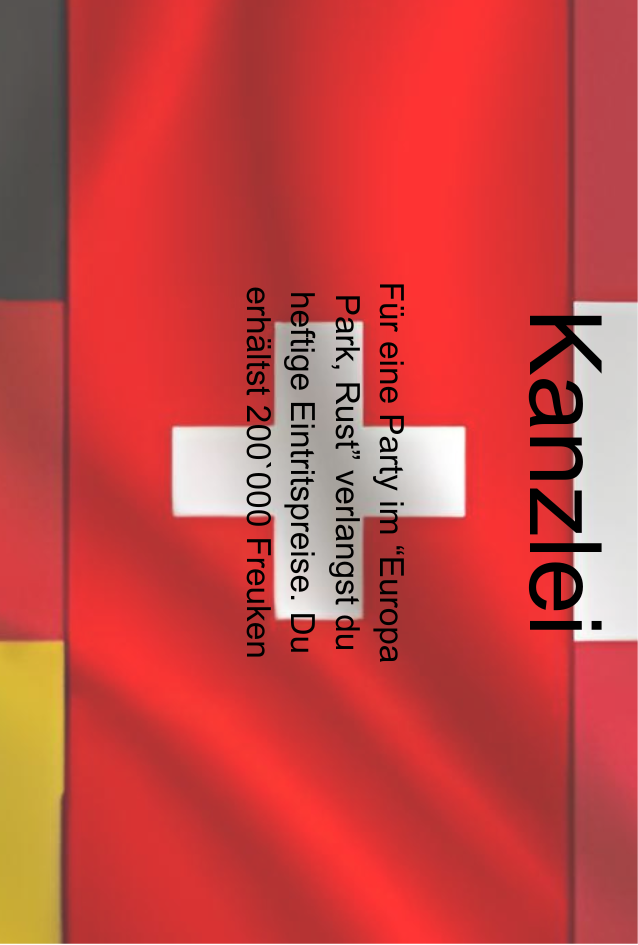 Kanzlei
Für eine Party im “Europa
Park, Rust” verlangst du
heftige Eintritspreise. Du
erhältst 200`000 Freuken